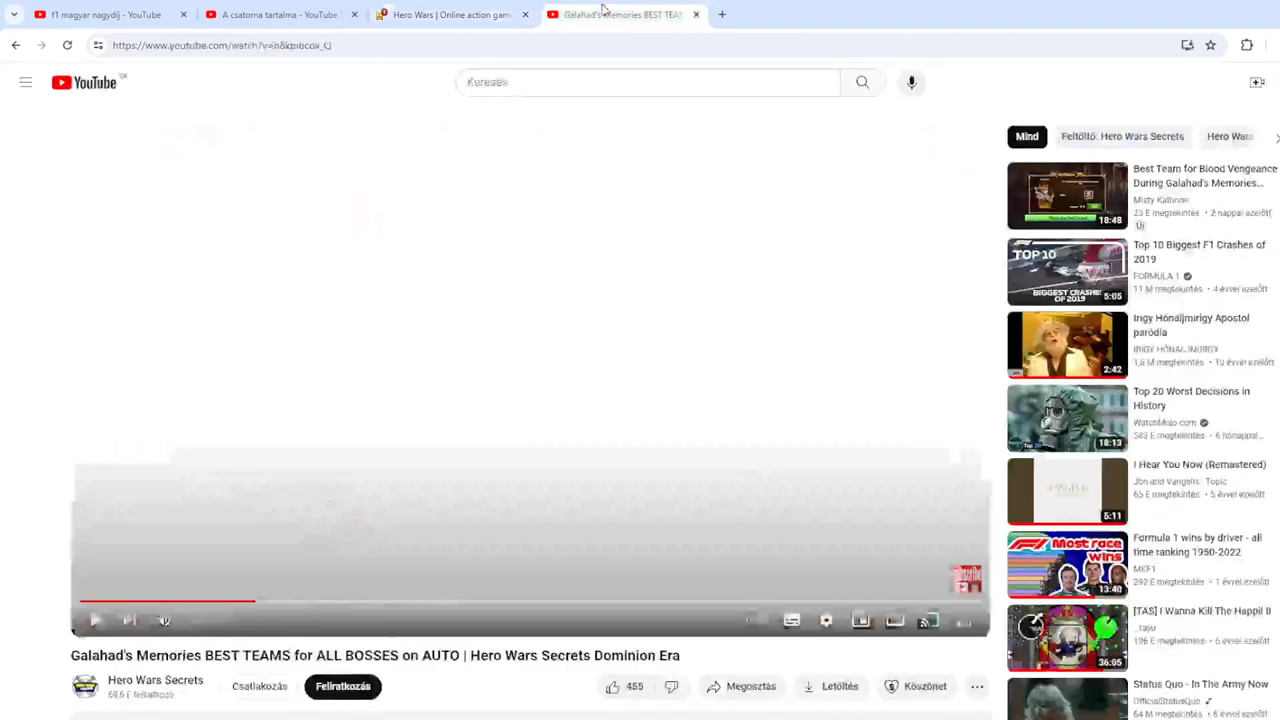 f1 magyar nagydíj - YouTube
A csatorna tartalma - YouTube
Hero Wars | Online action gam
Galahad's Memories BEST TEA
YouTube
Keresés
Galahad's Memories BEST TEAMS for ALL BOSSES on AUTO | Hero Wars Secrets Dominion Era
Hero Wars Secrets
69,6 E feliratkozó
Csatlakozás
Feliratkozás
455
Megosztás
Letöltés
Köszönet
Mind
Feltöltő: Hero Wars Secrets
Hero Wars
18:48
Best Team for Blood Vengeance
During Galahad's Memories...
Misty Kathrine
23 E megtekintés • 2 nappal ezelőtt
Új
TOP 10
BIGGEST CRASHES
OF 2019
5:05
Top 10 Biggest F1 Crashes of
2019
FORMULA 1
11 M megtekintés • 4 évvel ezelőtt
2:42
Irigy Hónaljmirigy Apostol
paródia
IRIGY HÓNALJMIRIGY
1,6 M megtekintés • 10 évvel ezelőtt
Top 20
18:13
Top 20 Worst Decisions in
History
WatchMojo.com
583 E megtekintés • 6 hónappal...
5:11
I Hear You Now (Remastered)
Jon and Vangelis - Topic
65 E megtekintés • 5 évvel ezelőtt
Most race
wins
13:40
Formula 1 wins by driver - all
time ranking 1950-2022
292 E megtekintés • 1 évvel ezelőtt
36:05
[TAS] I Wanna Kill The Happil II
_Tayu
196 E megtekintés • 6 évvel ezelőtt
Status Quo - In The Army Now
OfficialStatusQuo
64 M megtekintés • 6 évvel ezelőtt